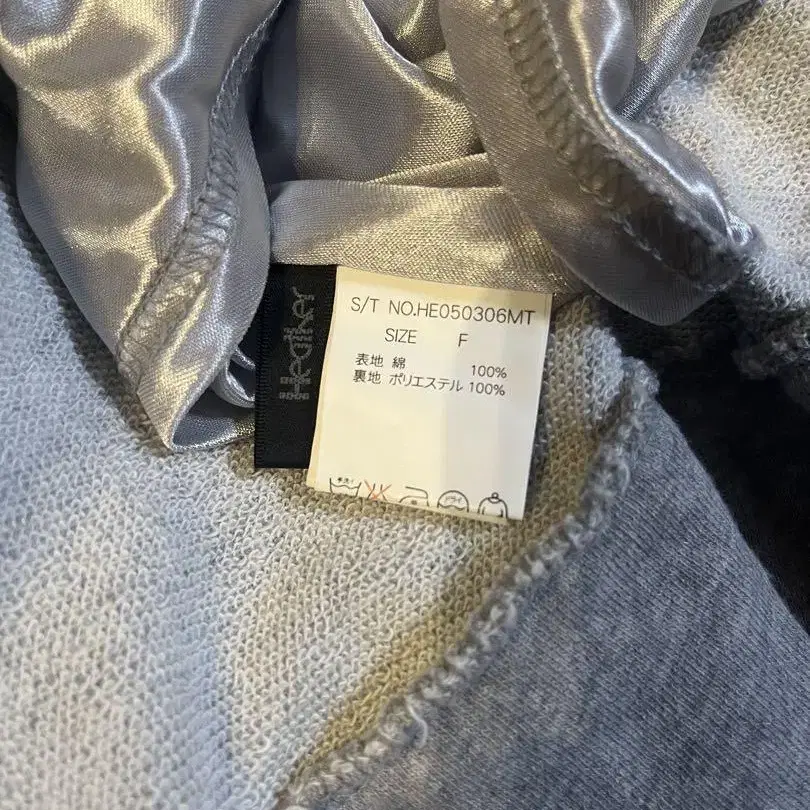 S/T NO.HE050306MT
SIZE F
表地 綿 100%
裏地 ポリエステル 100%